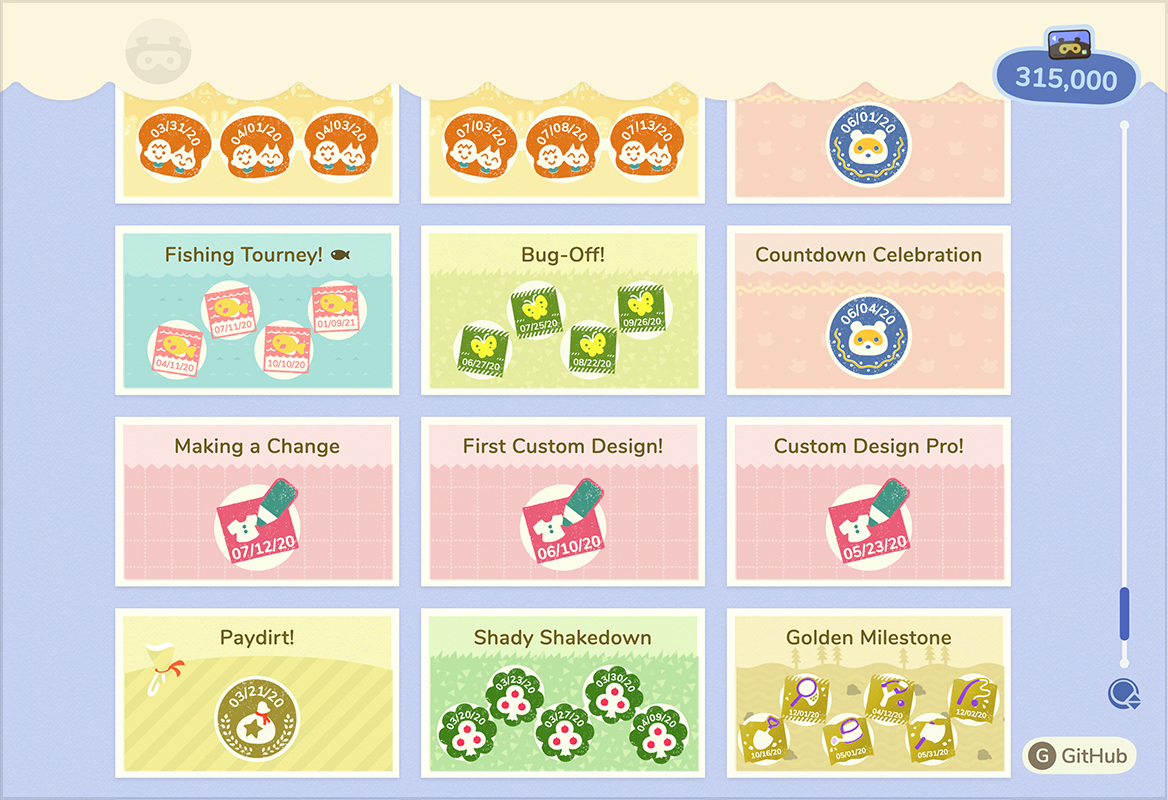 315,000
03/31/20 04/01/20 04/03/20
07/03/20 07/08/20 07/13/20
06/01/20
Fishing Tourney!
04/11/20 07/11/20 10/10/20 01/09/21
Bug-Off!
06/27/20 07/25/20 08/22/20 09/26/20
Countdown Celebration
06/04/20
Making a Change
07/12/20
First Custom Design!
06/10/20
Custom Design Pro!
05/23/20
Paydirt!
03/21/20
Shady Shakedown
03/20/20 03/23/20 03/27/20 03/30/20 04/09/20
Golden Milestone
10/16/20 12/01/20 05/01/20 04/12/20 05/31/20 12/02/20
G GitHub